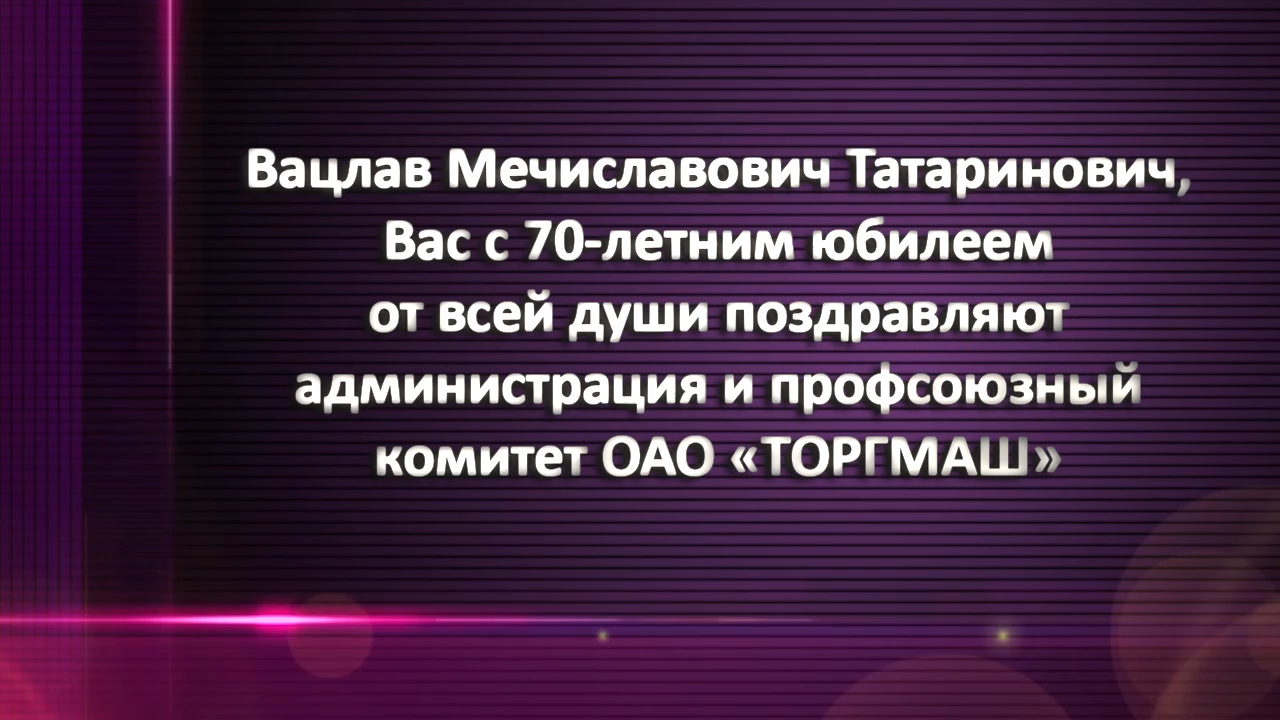 Вацлав Мечиславович Татаринович,
Вас с 70-летним юбилеем
от всей души поздравляют
администрация и профсоюзный
комитет ОАО «ТОРГМАШ»